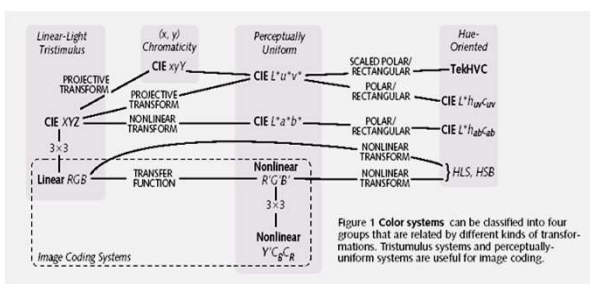 Linear-Light
Tristimulus
(x, y)
Chromaticity
Perceptually
Uniform
Hue-
Oriented
CIE xyY
CIE L*u*v*
SCALED POLAR/
RECTANGULAR
TekHVC
PROJECTIVE
TRANSFORM
PROJECTIVE
TRANSFORM
POLAR/
RECTANGULAR
CIE L*huvcuv
CIE XYZ
NONLINEAR
TRANSFORM
CIE L*a*b*
POLAR/
RECTANGULAR
CIE L*habcab
3×3
NONLINEAR
TRANSFORM
Linear RGB
TRANSFER
FUNCTION
Nonlinear
R'G'B'
NONLINEAR
TRANSFORM
} HLS, HSB
3×3
Nonlinear
Y'CBCR
Image Coding Systems
Figure 1 Color systems can be classified into four
groups that are related by different kinds of transfor-
mations. Tristumulus systems and perceptually-
uniform systems are useful for image coding.